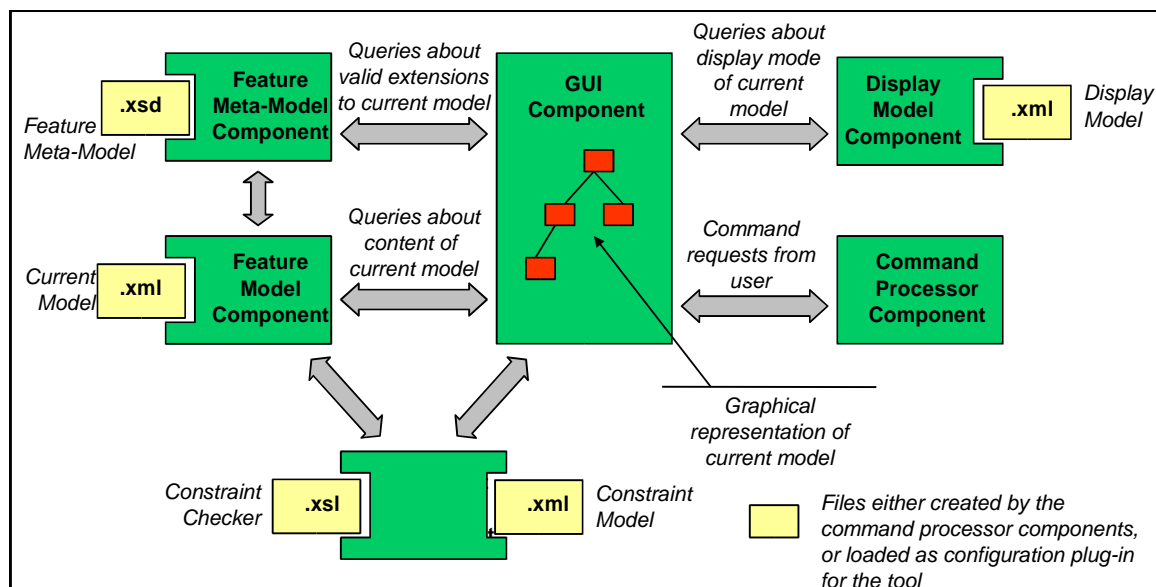 Queries about
valid extensions
to current model
Queries about
display mode
of current
model
Feature
Meta-Model
Component
.xsd
Feature
Meta-Model
GUI
Component
Display
Model
Component
.xml
Display
Model
Queries about
content of
current model
Feature
Model
Component
.xml
Current
Model
Command
requests from
user
Command
Processor
Component
Graphical
representation of
current model
Constraint
Checker
.xsl
.xml
Constraint
Model
Files either created by the
command processor components,
or loaded as configuration plug-in
for the tool